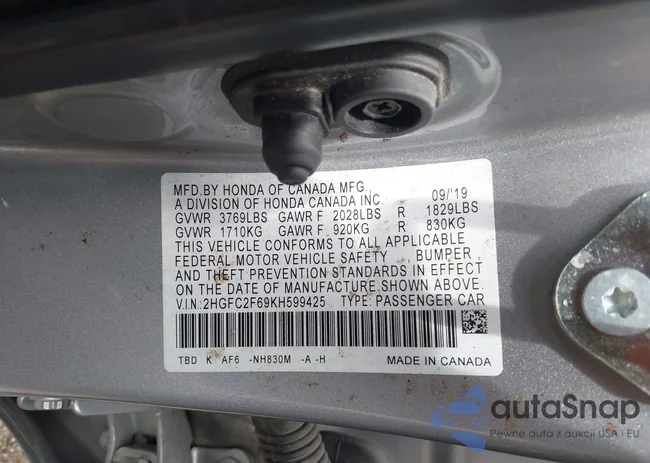 MFD.BY HONDA OF CANADA MFG., 09/'19
A DIVISION OF HONDA CANADA INC.
GVWR 3769LBS GAWR F 2028LBS R 1829LBS
GVWR 1710KG GAWR F 920KG R 830KG
THIS VEHICLE CONFORMS TO ALL APPLICABLE
FEDERAL MOTOR VEHICLE SAFETY , BUMPER ,
AND THEFT PREVENTION STANDARDS IN EFFECT
ON THE DATE OF MANUFACTURE SHOWN ABOVE.
V.I.N.:2HGFC2F69KH599425 TYPE:PASSENGER CAR
TBD K AF6 -NH830M -A -H MADE IN CANADA
autaSnap
Pewne auta z aukcji USA i EU